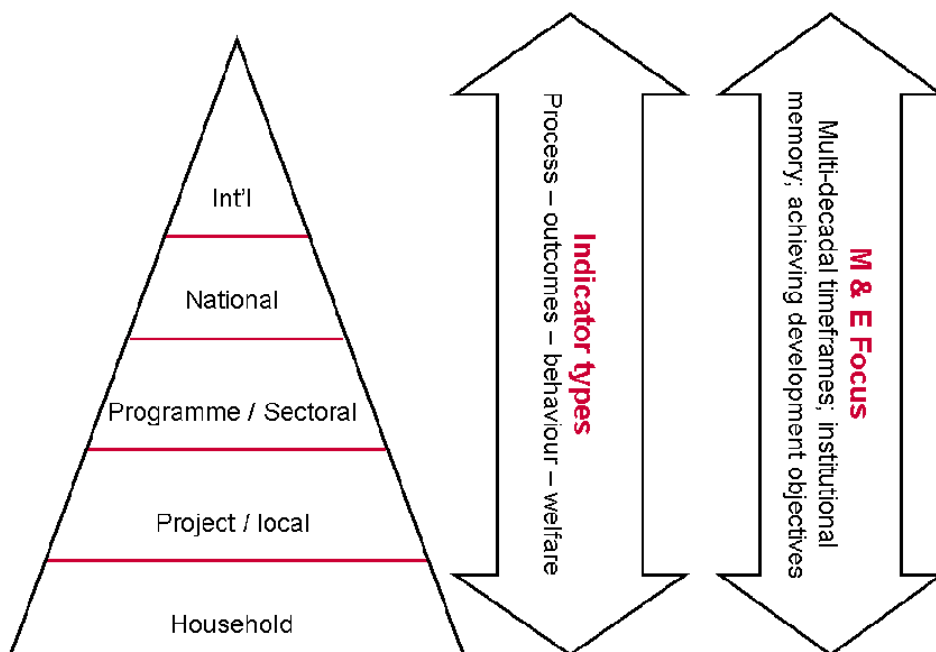 Int'l
National
Programme / Sectoral
Project / local
Household
Indicator types
Process – outcomes – behaviour – welfare
M & E Focus
Multi-decadal timeframes; institutional
memory; achieving development objectives